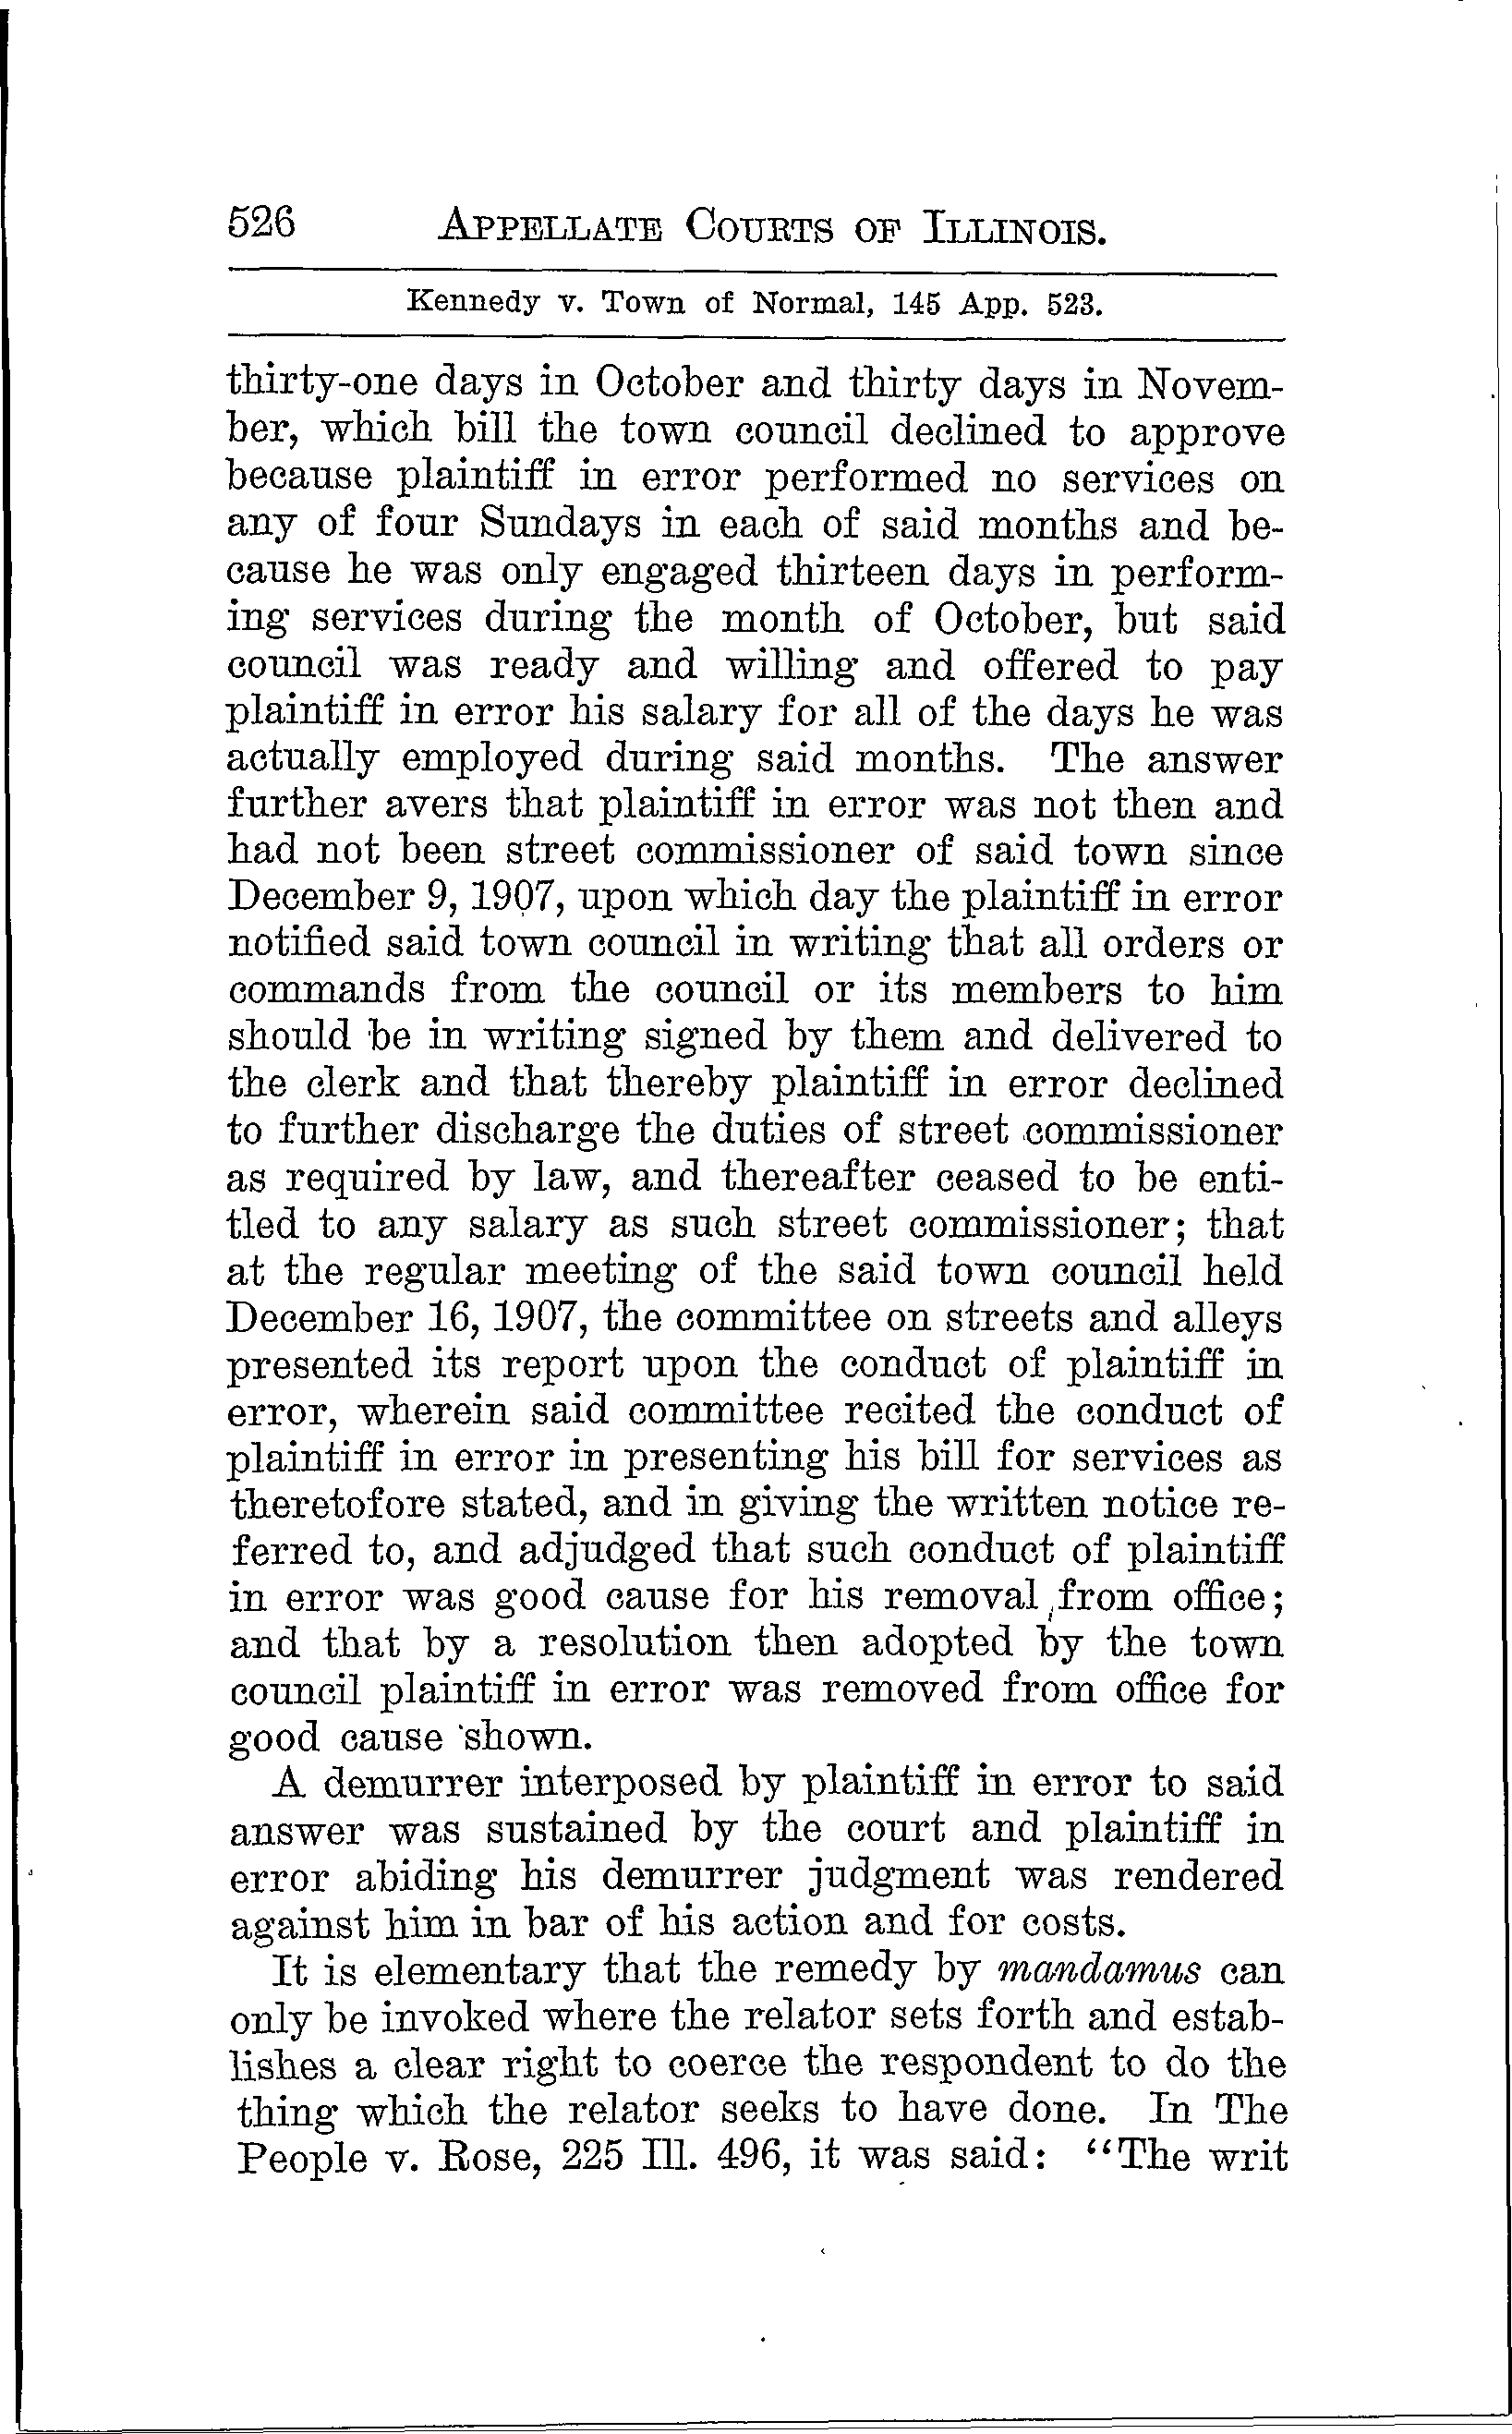 526 APPELLATE COURTS OF ILLINOIS.
Kennedy v. Town of Normal, 145 App. 523.
thirty-one days in October and thirty days in Novem-
ber, which bill the town council declined to approve
because plaintiff in error performed no services on
any of four Sundays in each of said months and be-
cause he was only engaged thirteen days in perform-
ing services during the month of October, but said
council was ready and willing and offered to pay
plaintiff in error his salary for all of the days he was
actually employed during said months. The answer
further avers that plaintiff in error was not then and
had not been street commissioner of said town since
December 9, 1907, upon which day the plaintiff in error
notified said town council in writing that all orders or
commands from the council or its members to him
should be in writing signed by them and delivered to
the clerk and that thereby plaintiff in error declined
to further discharge the duties of street commissioner
as required by law, and thereafter ceased to be enti-
tled to any salary as such street commissioner; that
at the regular meeting of the said town council held
December 16, 1907, the committee on streets and alleys
presented its report upon the conduct of plaintiff in
error, wherein said committee recited the conduct of
plaintiff in error in presenting his bill for services as
theretofore stated, and in giving the written notice re-
ferred to, and adjudged that such conduct of plaintiff
in error was good cause for his removal from office;
and that by a resolution then adopted by the town
council plaintiff in error was removed from office for
good cause shown.
A demurrer interposed by plaintiff in error to said
answer was sustained by the court and plaintiff in
error abiding his demurrer judgment was rendered
against him in bar of his action and for costs.
It is elementary that the remedy by mandamus can
only be invoked where the relator sets forth and estab-
lishes a clear right to coerce the respondent to do the
thing which the relator seeks to have done. In The
People v. Rose, 225 Ill. 496, it was said: "The writ